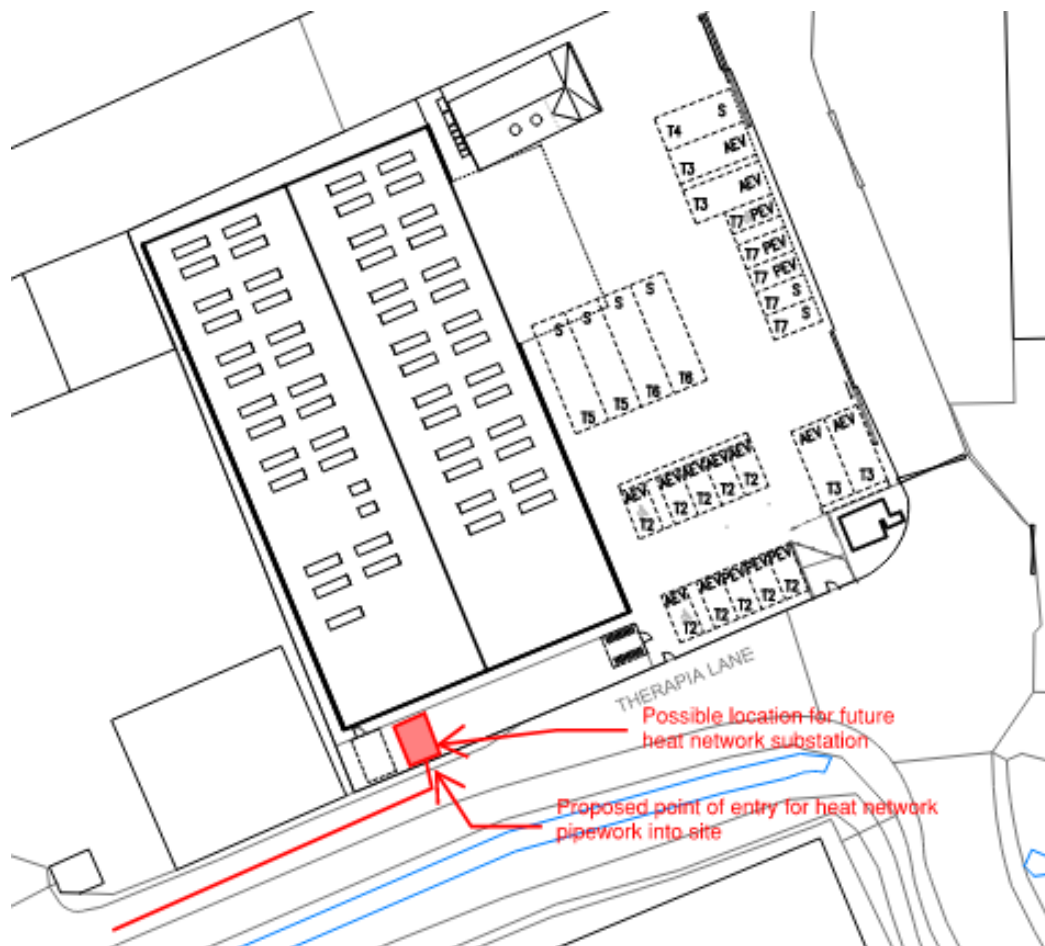 T4 S
T3 AEV
T3 AEV
T7 PEV
T7 PEV
T7 PEV
T7 S
T7 S
S S S S
T5 T5 T6 T6
AEV AEV
T3 T3
AEV AEV AEV AEV AEV
T2 T2 T2 T2 T2
AEV AEV PEV PEV PEV
T2 T2 T2 T2 T2
THERAPIA LANE
Possible location for future
heat network substation
Proposed point of entry for heat network
pipework into site